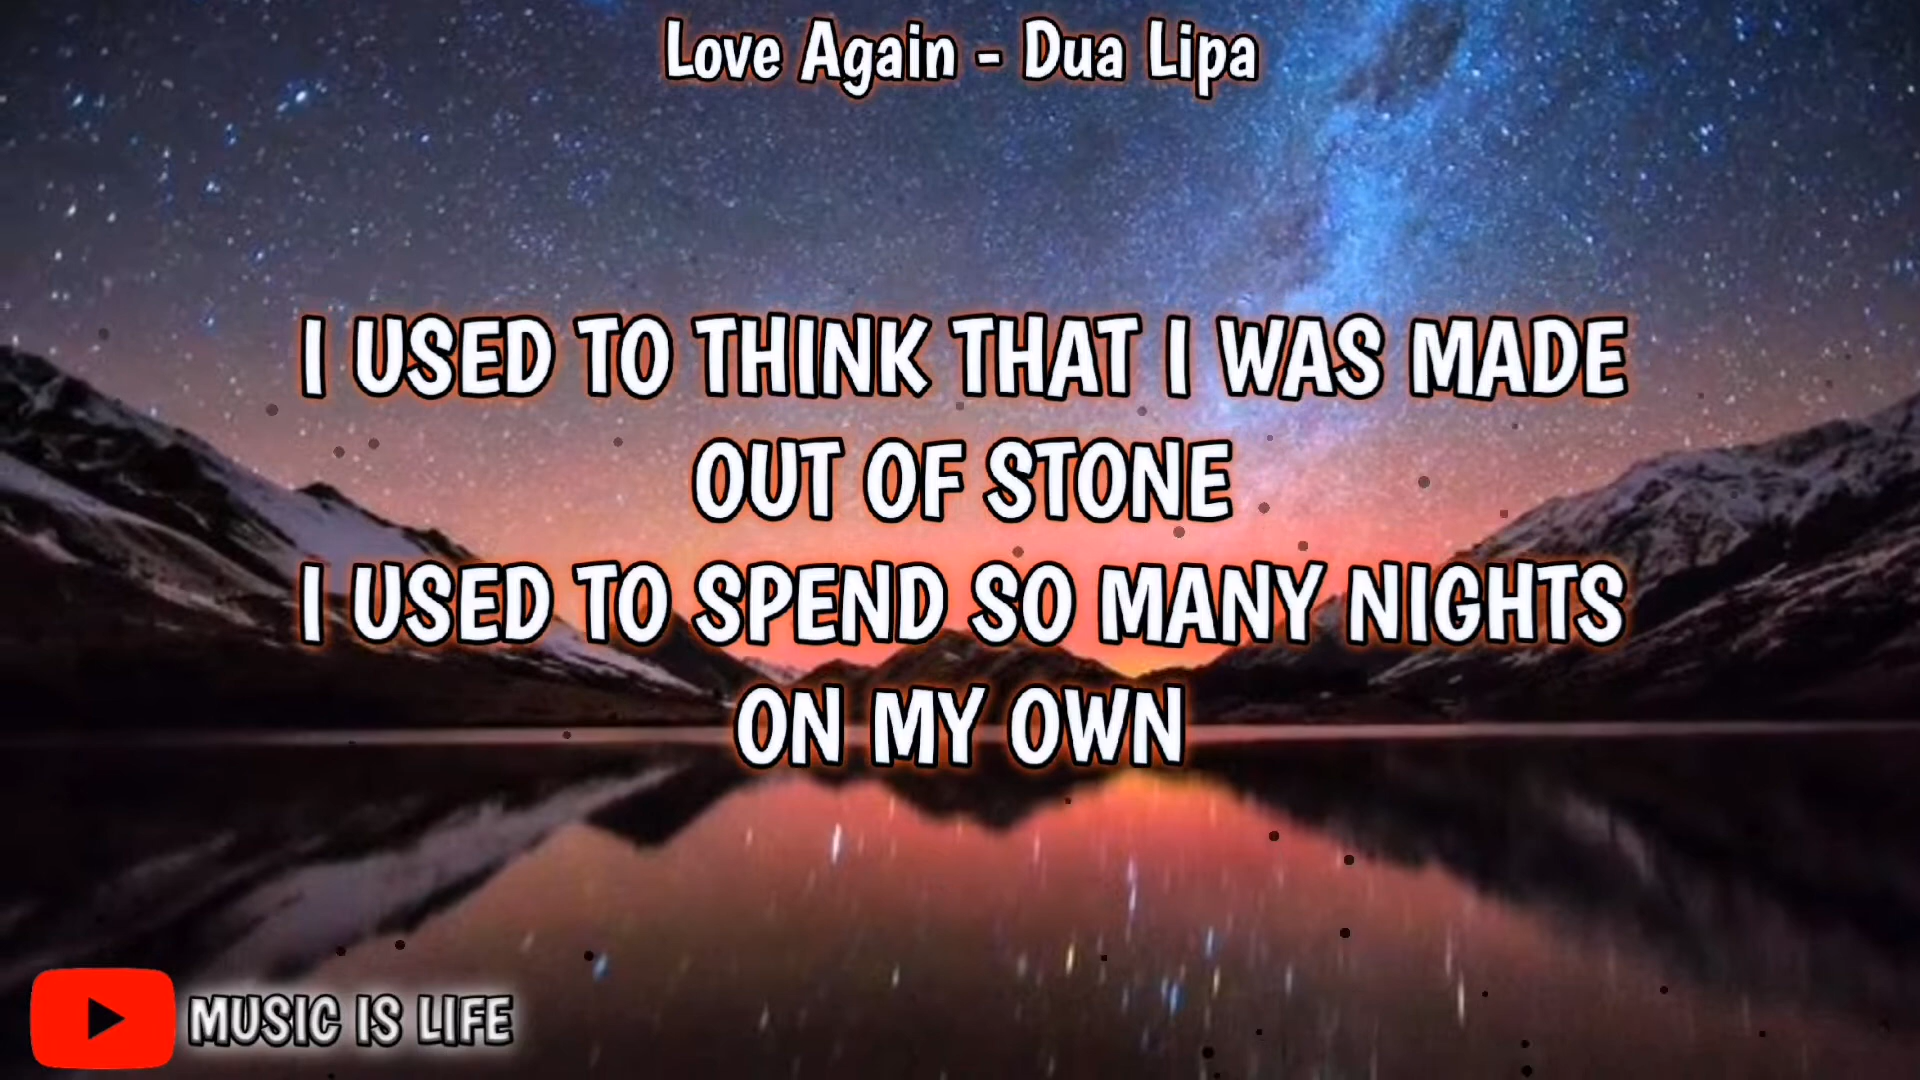 Love Again - Dua Lipa
I USED TO THINK THAT I WAS MADE
OUT OF STONE
I USED TO SPEND SO MANY NIGHTS
ON MY OWN
MUSIC IS LIFE